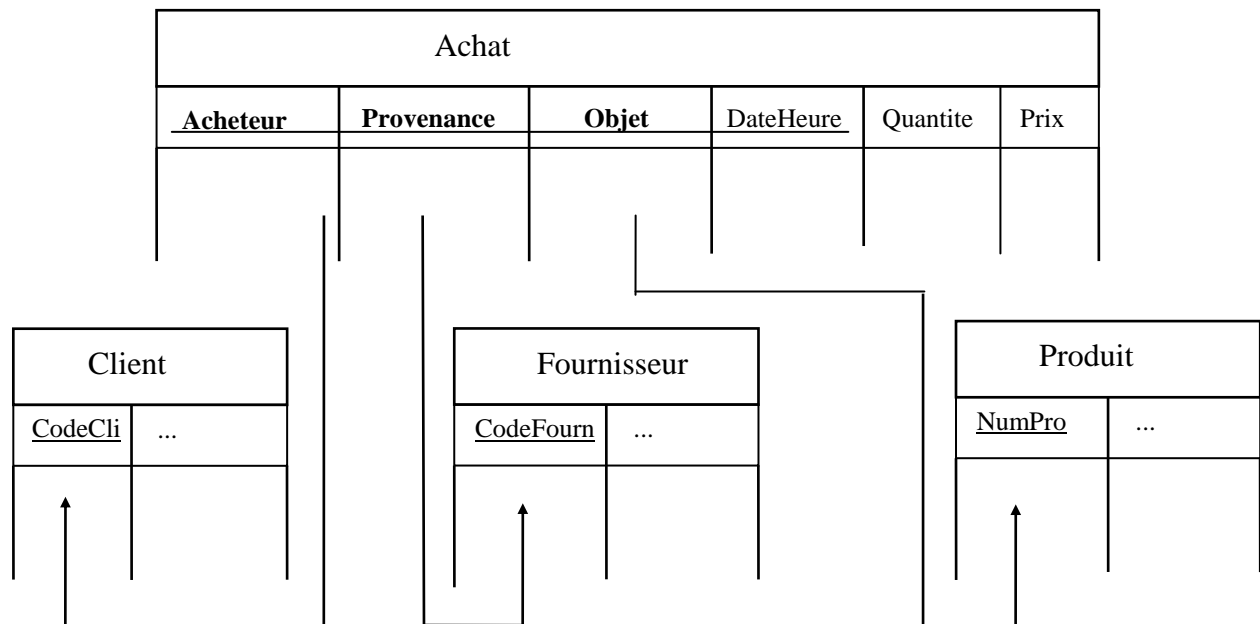 Achat
Acheteur Provenance Objet DateHeure Quantite Prix
Client Fournisseur Produit
CodeCli ... CodeFourn ... NumPro ...